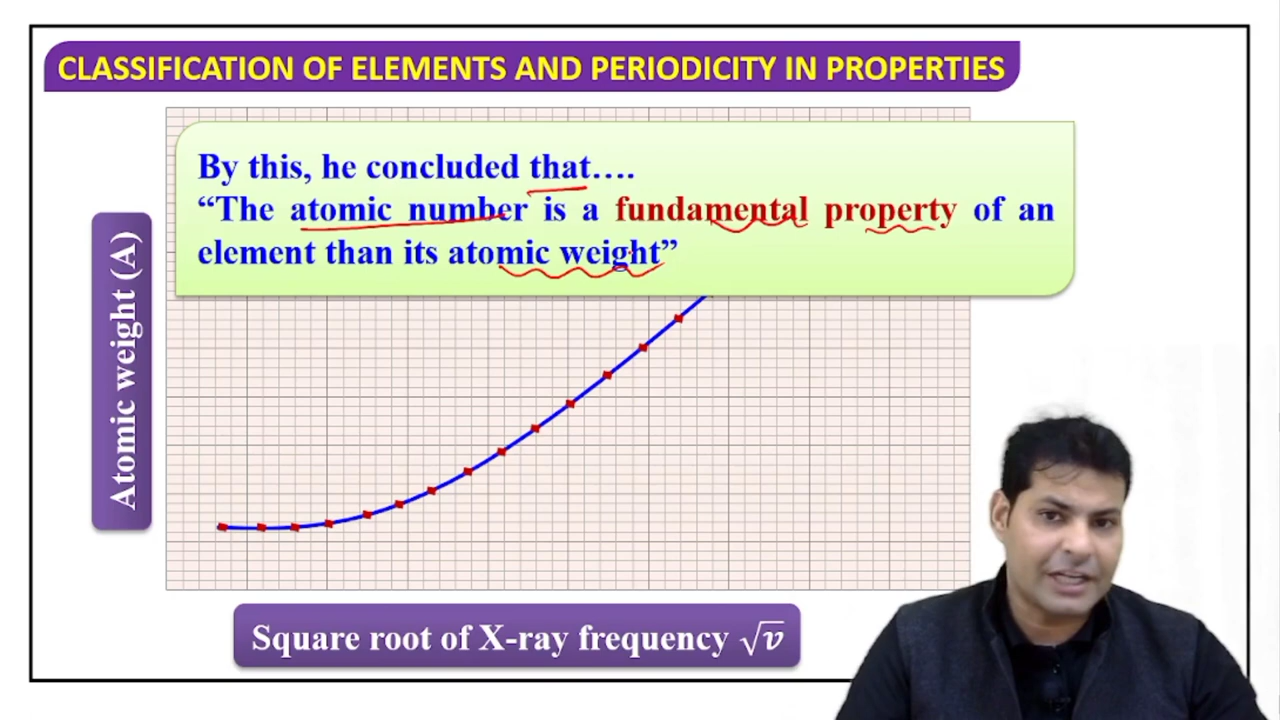 CLASSIFICATION OF ELEMENTS AND PERIODICITY IN PROPERTIES
By this, he concluded that….
“The atomic number is a fundamental property of an
element than its atomic weight”
Atomic weight (A)
Square root of X-ray frequency √v